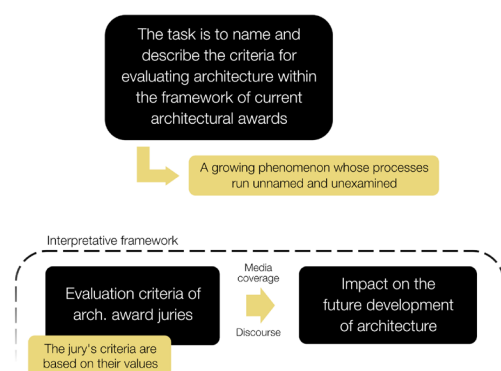 The task is to name and
describe the criteria for
evaluating architecture within
the framework of current
architectural awards
A growing phenomenon whose processes
run unnamed and unexamined
Interpretative framework
Evaluation criteria of
arch. award juries
Media
coverage
Discourse
Impact on the
future development
of architecture
The jury's criteria are
based on their values